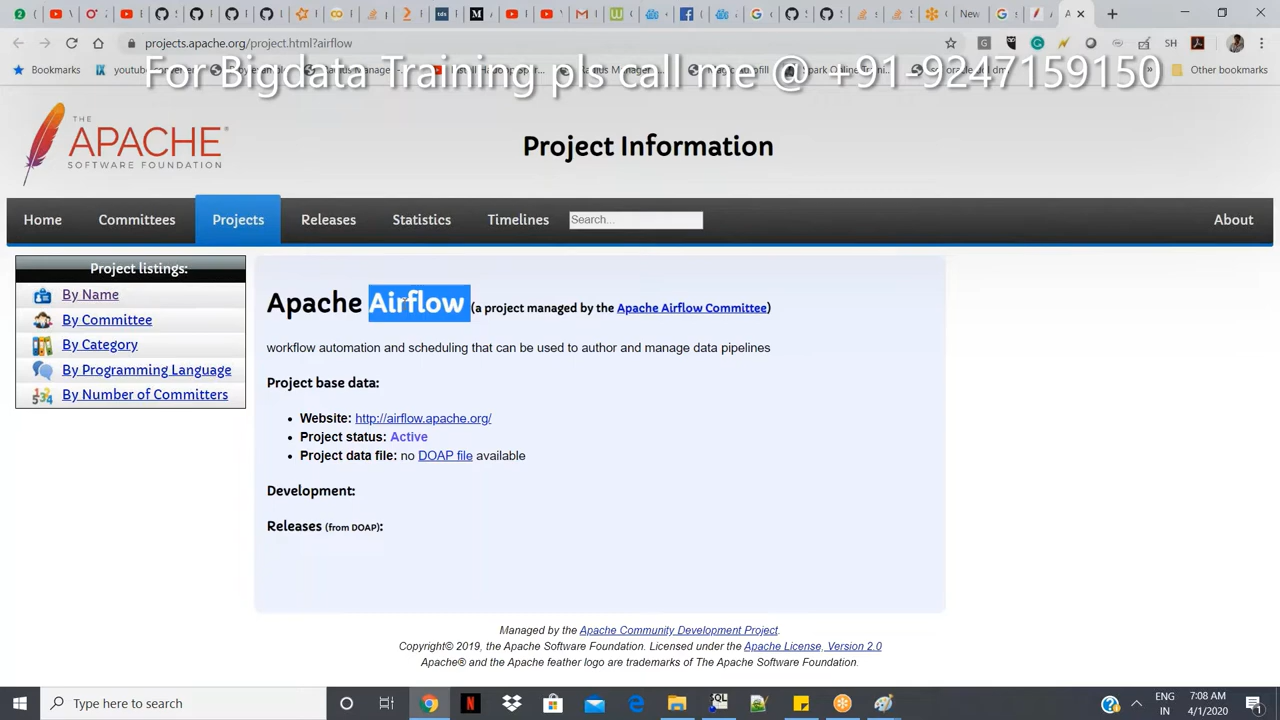 New
A
projects.apache.org/project.html?airflow
SH
Bookmarks
Other bookmarks
For Bigdata Training pls call me @ +91-9247159150
THE
APACHE
SOFTWARE FOUNDATION
Project Information
Home Committees Projects Releases Statistics Timelines Search... About
Project listings:
By Name
By Committee
By Category
By Programming Language
By Number of Committers
Apache Airflow (a project managed by the Apache Airflow Committee)
workflow automation and scheduling that can be used to author and manage data pipelines
Project base data:
Website: http://airflow.apache.org/
Project status: Active
Project data file: no DOAP file available
Development:
Releases (from DOAP):
Managed by the Apache Community Development Project.
Copyright© 2019, the Apache Software Foundation. Licensed under the Apache License, Version 2.0
Apache® and the Apache feather logo are trademarks of The Apache Software Foundation.
Type here to search
ENG
IN
7:08 AM
4/1/2020